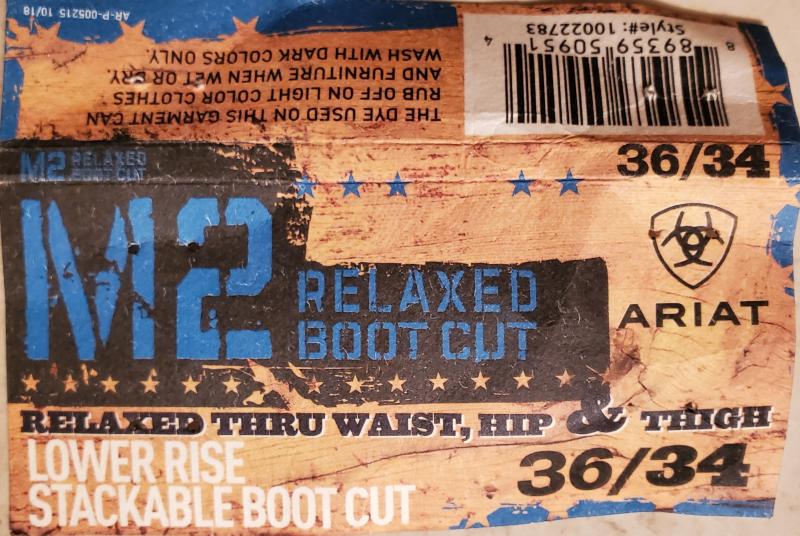 AR-P-005215 10/18
THE DYE USED ON THIS GARMENT CAN
RUB OFF ON LIGHT COLOR CLOTHES
AND FURNITURE WHEN WET OR DRY.
WASH WITH DARK COLORS ONLY.
Style#: 10022783
8 89359 50951 4
M2 RELAXED
BOOT CUT
36/34
M2
RELAXED
BOOT CUT
ARIAT
RELAXED THRU WAIST, HIP & THIGH
LOWER RISE
STACKABLE BOOT CUT
36/34